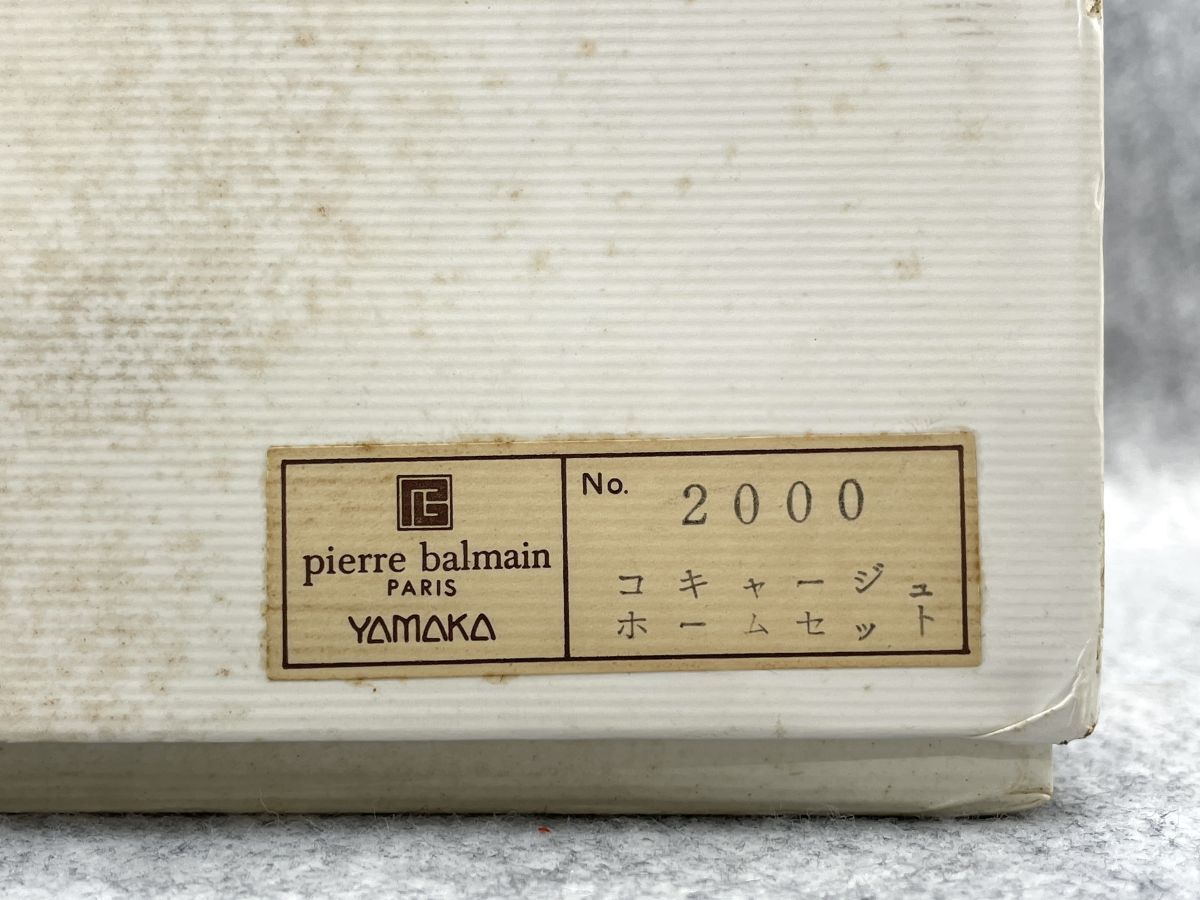 pierre balmain
PARIS
YAMAKA
No. 2000
コキャージュ
ホームセット